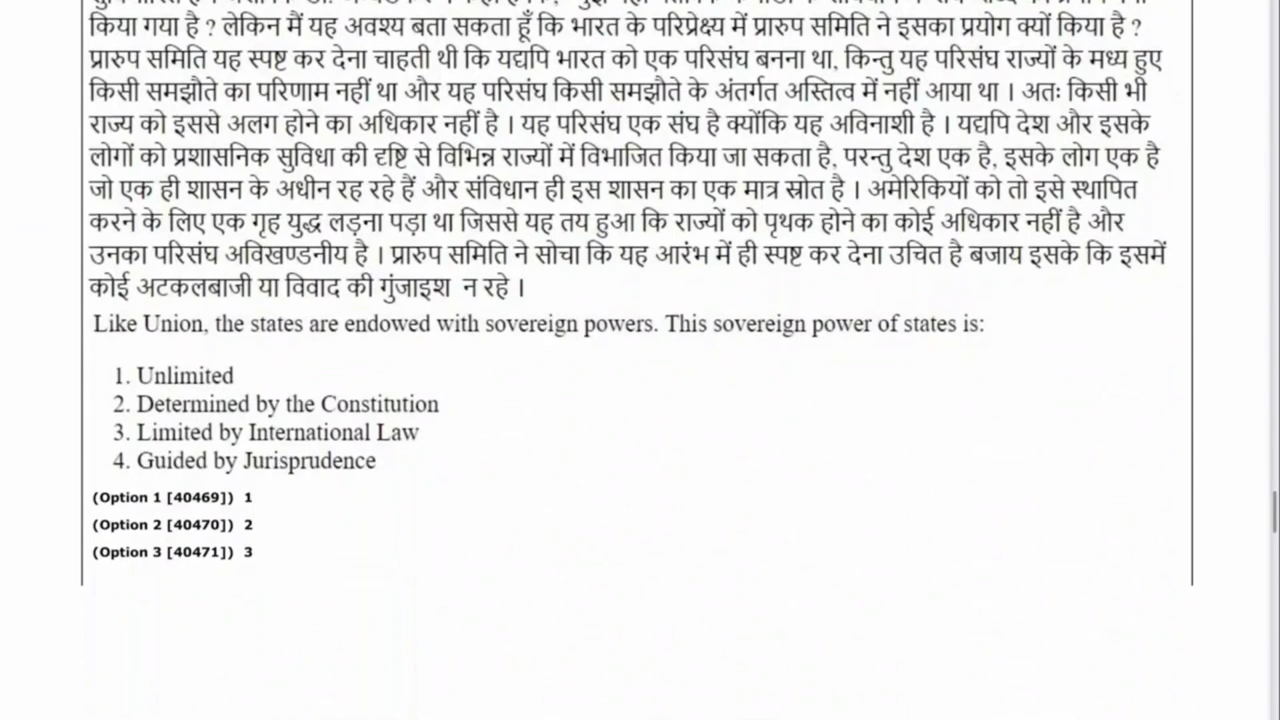 किया गया है ? लेकिन मैं यह अवश्य बता सकता हूँ कि भारत के परिप्रेक्ष्य में प्रारुप समिति ने इसका प्रयोग क्यों किया है ?
प्रारुप समिति यह स्पष्ट कर देना चाहती थी कि यद्यपि भारत को एक परिसंघ बनना था, किन्तु यह परिसंघ राज्यों के मध्य हुए
किसी समझौते का परिणाम नहीं था और यह परिसंघ किसी समझौते के अंतर्गत अस्तित्व में नहीं आया था । अतः किसी भी
राज्य को इससे अलग होने का अधिकार नहीं है । यह परिसंघ एक संघ है क्योंकि यह अविनाशी है । यद्यपि देश और इसके
लोगों को प्रशासनिक सुविधा की दृष्टि से विभिन्न राज्यों में विभाजित किया जा सकता है, परन्तु देश एक है, इसके लोग एक है
जो एक ही शासन के अधीन रह रहे हैं और संविधान ही इस शासन का एक मात्र स्रोत है । अमेरिकियों को तो इसे स्थापित
करने के लिए एक गृह युद्ध लड़ना पड़ा था जिससे यह तय हुआ कि राज्यों को पृथक होने का कोई अधिकार नहीं है और
उनका परिसंघ अविखण्डनीय है । प्रारुप समिति ने सोचा कि यह आरंभ में ही स्पष्ट कर देना उचित है बजाय इसके कि इसमें
कोई अटकलबाजी या विवाद की गुंजाइश न रहे ।
Like Union, the states are endowed with sovereign powers. This sovereign power of states is:
1. Unlimited
2. Determined by the Constitution
3. Limited by International Law
4. Guided by Jurisprudence
(Option 1 [40469]) 1
(Option 2 [40470]) 2
(Option 3 [40471]) 3